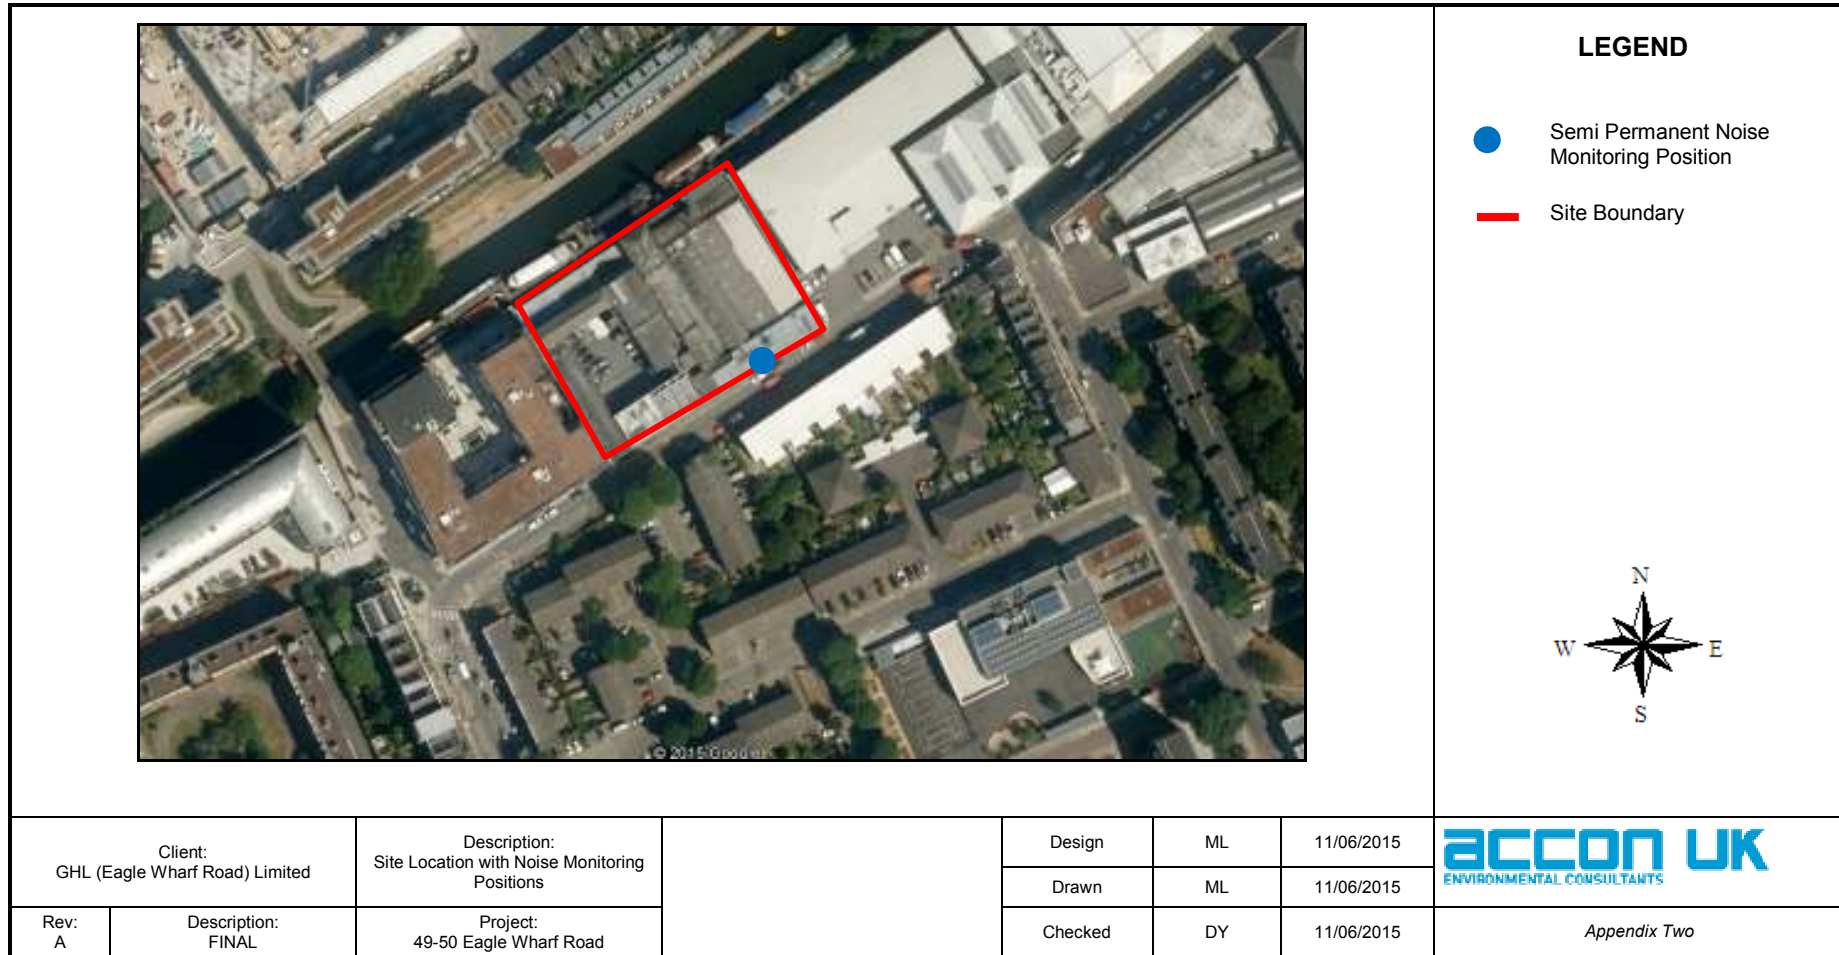 LEGEND
Semi Permanent Noise
Monitoring Position
Site Boundary
N
W
E
S
© 2015 Google
Client:
GHL (Eagle Wharf Road) Limited
Description:
Site Location with Noise Monitoring
Positions
Design
ML
11/06/2015
Drawn
ML
11/06/2015
Rev:
A
Description:
FINAL
Project:
49-50 Eagle Wharf Road
Checked
DY
11/06/2015
accon UK
ENVIRONMENTAL CONSULTANTS
Appendix Two